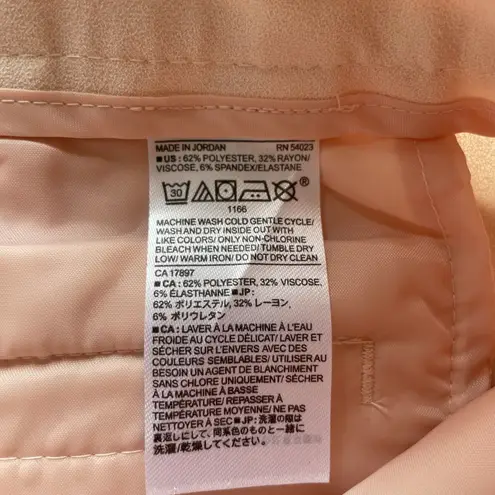 MADE IN JORDAN RN 54023
■US: 62% POLYESTER, 32% RAYON/
VISCOSE, 6% SPANDEX/ELASTANE
30 ®
1166
MACHINE WASH COLD GENTLE CYCLE/
WASH AND DRY INSIDE OUT WITH
LIKE COLORS/ ONLY NON-CHLORINE
BLEACH WHEN NEEDED/ TUMBLE DRY
LOW/ WARM IRON/ DO NOT DRY CLEAN
CA 17897
■CA: 62% POLYESTER, 32% VISCOSE,
6% ÉLASTHANNE ■JP:
62% ポリエステル, 32% レーヨン,
6% ポリウレタン
■CA: LAVER À LA MACHINE À L'EAU
FROIDE AU CYCLE DÉLICAT/ LAVER ET
SÉCHER SUR L'ENVERS AVEC DES
COULEURS SEMBLABLES/ UTILISER AU
BESOIN UN AGENT DE BLANCHIMENT
SANS CHLORE UNIQUEMENT/ SÉCHER
À LA MACHINE À BASSE
TEMPÉRATURE/ REPASSER À
TEMPÉRATURE MOYENNE/ NE PAS
NETTOYER À SEC ■JP: 洗濯の際は
裏返しにして、同系色のものと一緒に
洗濯/乾燥してください。